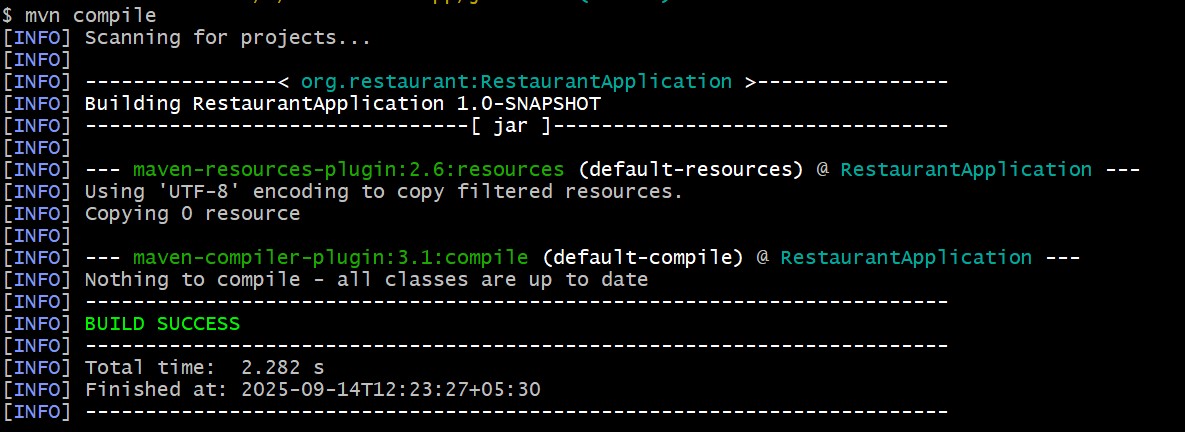 $ mvn compile
[INFO] Scanning for projects...
[INFO]
[INFO] ----------------< org.restaurant:RestaurantApplication >----------------
[INFO] Building RestaurantApplication 1.0-SNAPSHOT
[INFO] --------------------------------[ jar ]---------------------------------
[INFO]
[INFO] --- maven-resources-plugin:2.6:resources (default-resources) @ RestaurantApplication ---
[INFO] Using 'UTF-8' encoding to copy filtered resources.
[INFO] Copying 0 resource
[INFO]
[INFO] --- maven-compiler-plugin:3.1:compile (default-compile) @ RestaurantApplication ---
[INFO] Nothing to compile - all classes are up to date
[INFO] ------------------------------------------------------------------------
[INFO] BUILD SUCCESS
[INFO] ------------------------------------------------------------------------
[INFO] Total time:  2.282 s
[INFO] Finished at: 2025-09-14T12:23:27+05:30
[INFO] ------------------------------------------------------------------------